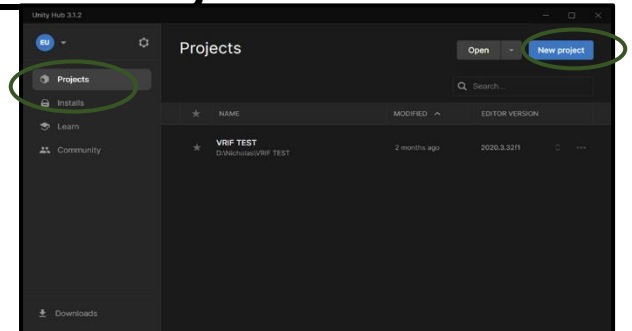 Unity Hub 3.1.2
EU
Projects
Installs
Learn
Community
Downloads
Projects
Open
New project
Search...
NAME
MODIFIED
EDITOR VERSION
VRIF TEST
2 months ago
2020.3.32f1
D:\Nicholas\VRIF TEST